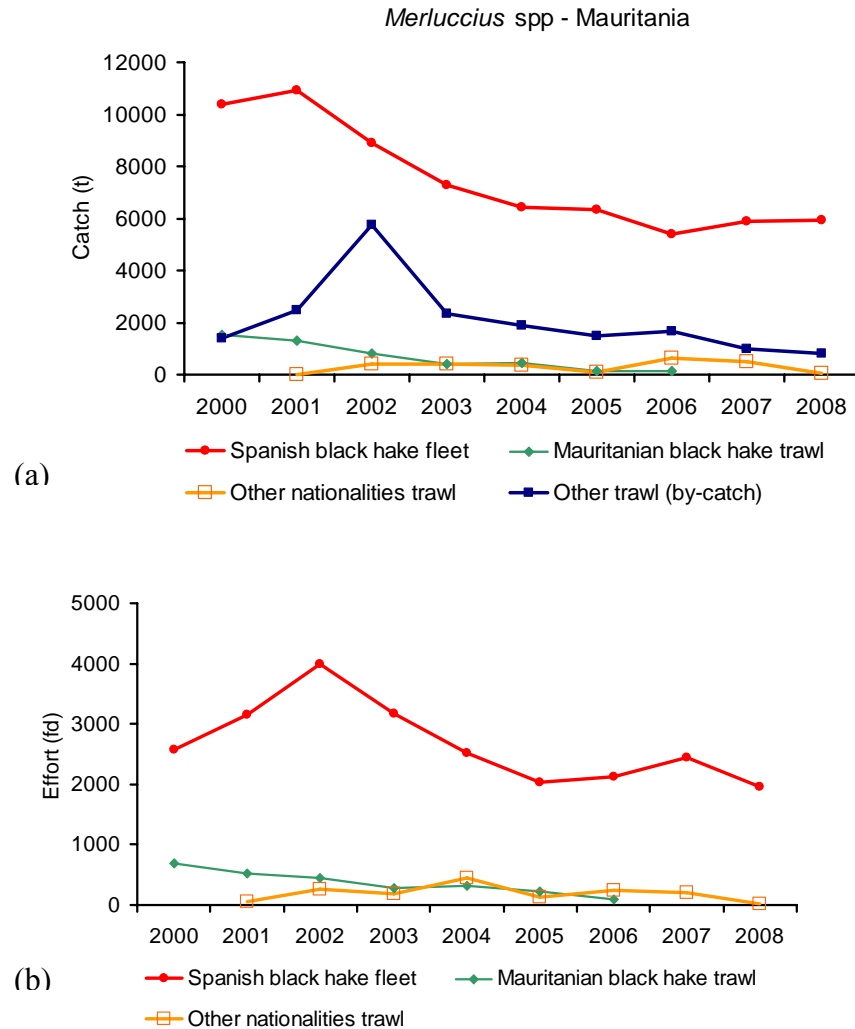 Merluccius spp - Mauritania
12000
10000
8000
6000
4000
2000
0
Catch (t)
2000 2001 2002 2003 2004 2005 2006 2007 2008
Spanish black hake fleet Mauritanian black hake trawl
Other nationalities trawl Other trawl (by-catch)
(a)
5000
4000
3000
2000
1000
0
Effort (fd)
2000 2001 2002 2003 2004 2005 2006 2007 2008
Spanish black hake fleet Mauritanian black hake trawl
Other nationalities trawl
(b)